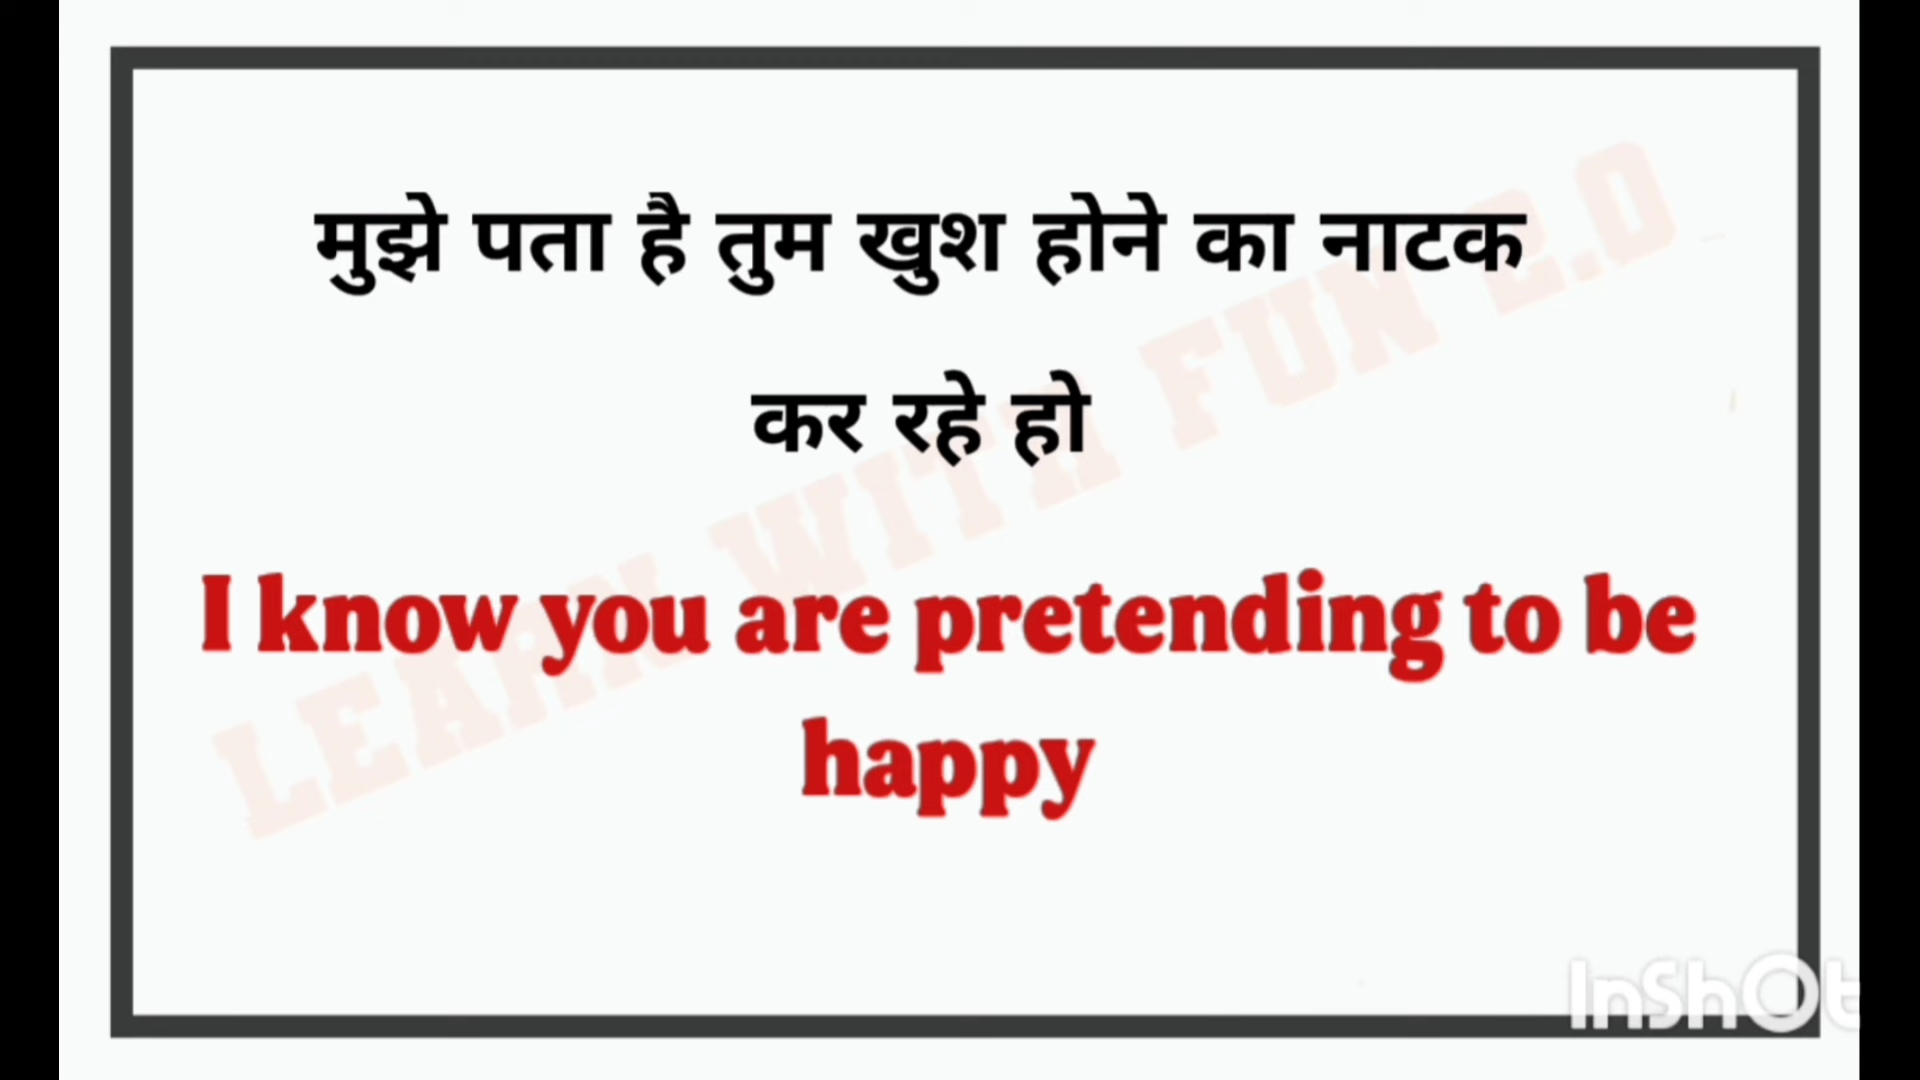 मुझे पता है तुम खुश होने का नाटक
कर रहे हो
I know you are pretending to be
happy
LEARN WITH FUN 2.0
InShOt